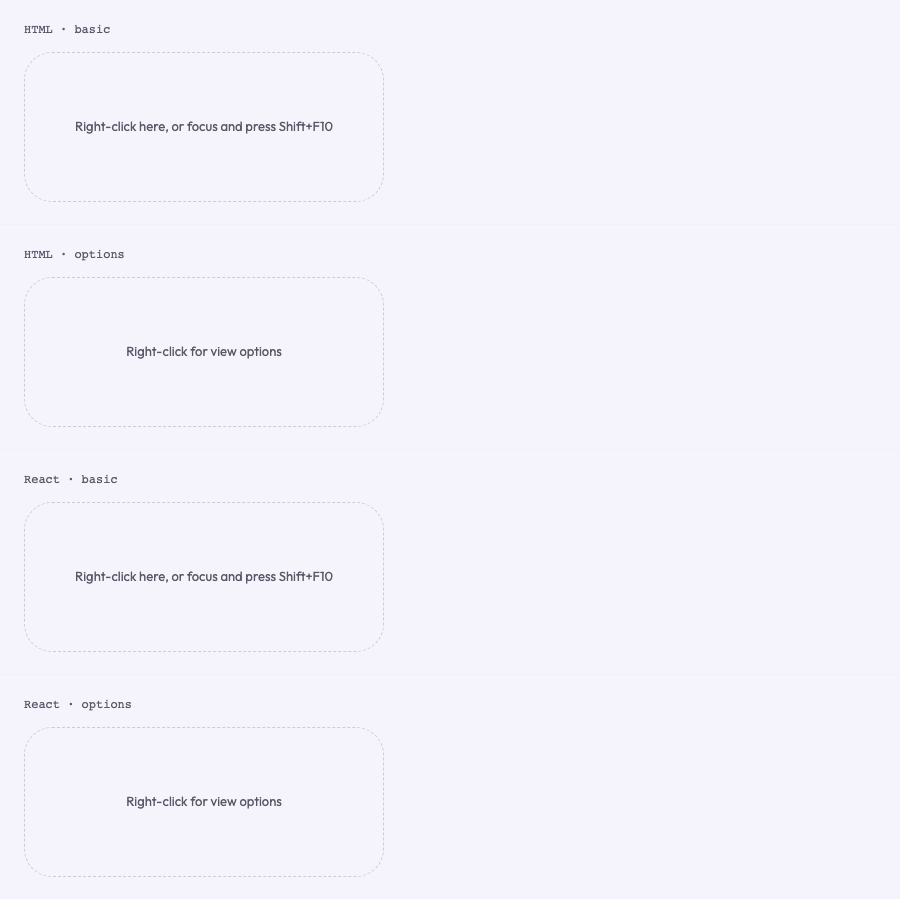 HTML · basic
Right-click here, or focus and press Shift+F10
HTML · options
Right-click for view options
React · basic
Right-click here, or focus and press Shift+F10
React · options
Right-click for view options